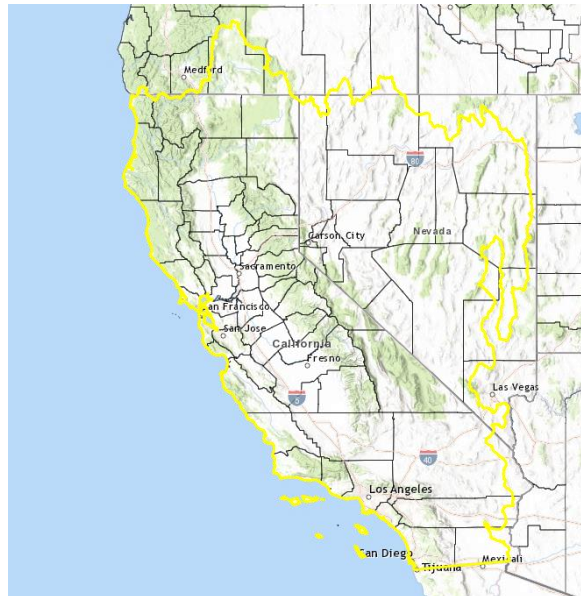 Medford
80
Carson City
Nevada
Sacramento
San Francisco
San Jose
California
Fresno
Las Vegas
5
40
Los Angeles
San Diego
Mexicali
Tijuana